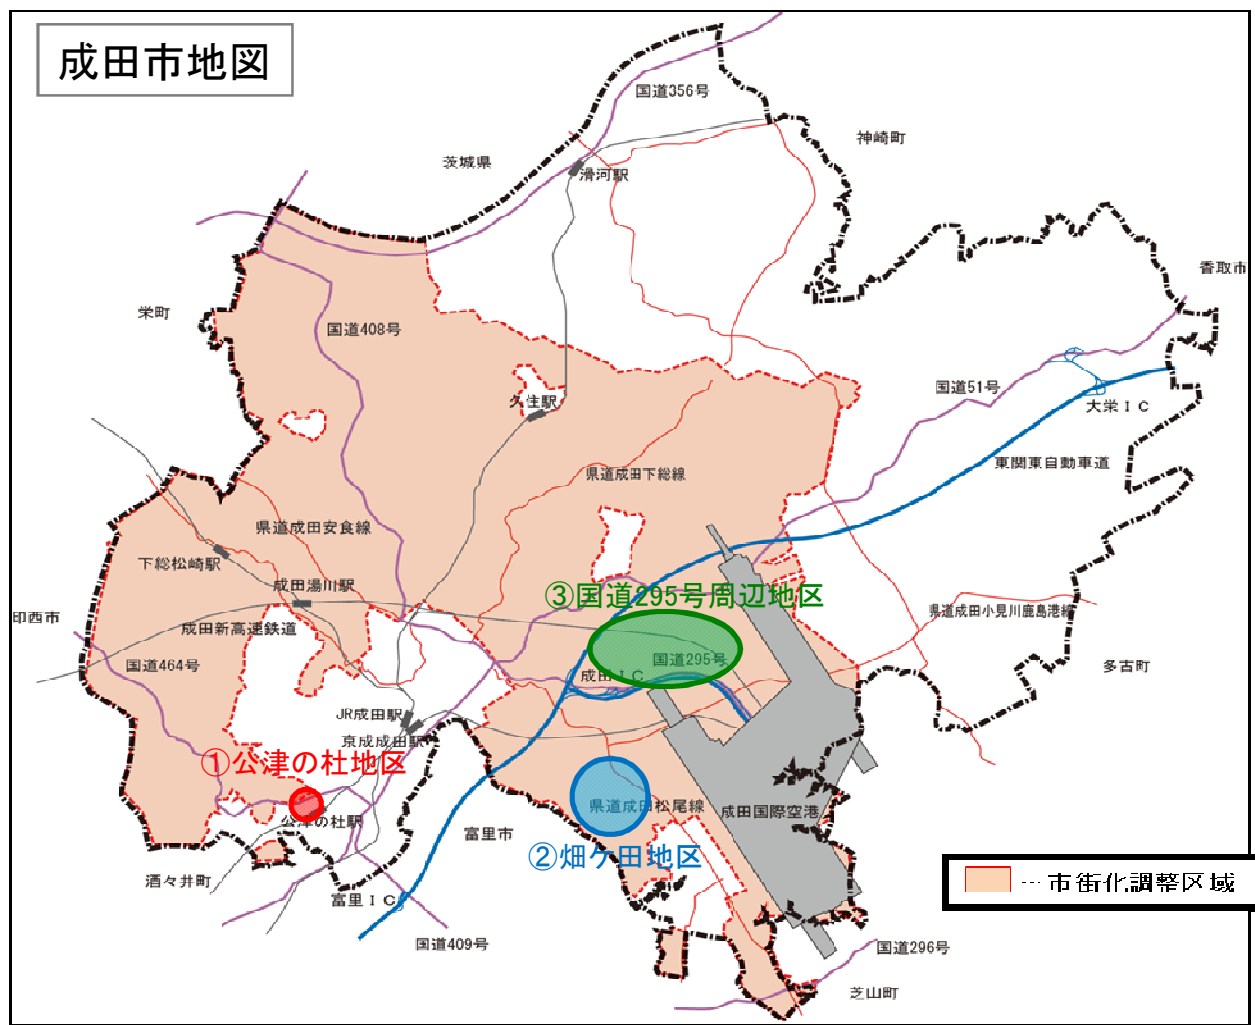 成田市地図
国道356号
神崎町
茨城県
滑河駅
香取市
栄町
国道408号
国道51号
久住駅
大栄ＩＣ
東関東自動車道
県道成田下総線
県道成田安食線
下総松崎駅
成田湯川駅
③国道295号周辺地区
県道成田小見川鹿島港線
印西市
成田新高速鉄道
国道464号
国道295号
成田ＩＣ
多古町
JR成田駅
京成成田駅
①公津の杜地区
県道成田松尾線
成田国際空港
公津の杜駅
富里市
②畑ケ田地区
酒々井町
…市街化調整区域
富里ＩＣ
国道409号
国道296号
芝山町